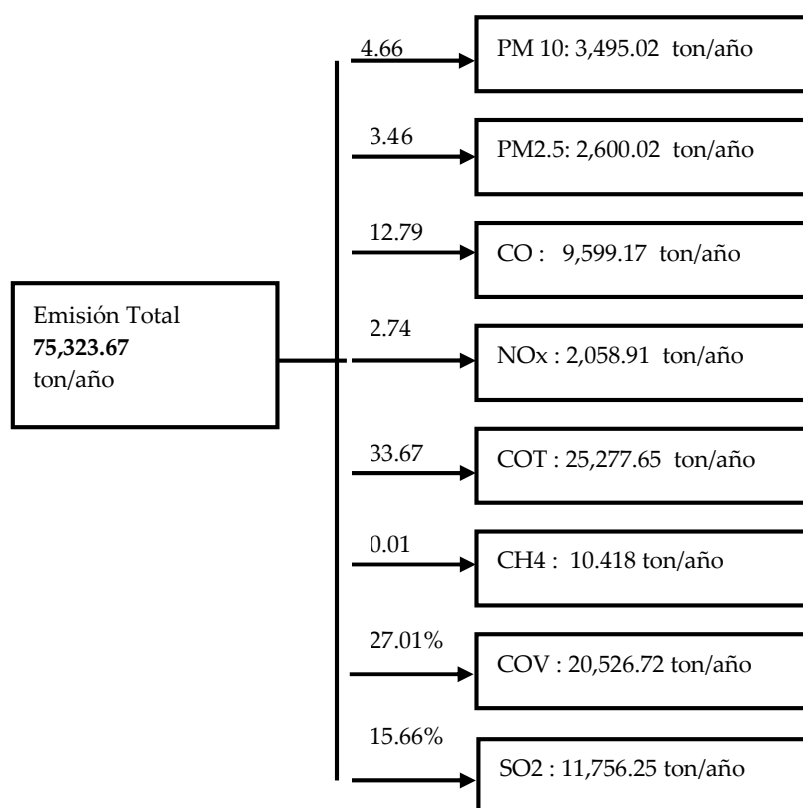 4.66
PM 10: 3,495.02 ton/año
3.46
PM2.5: 2,600.02 ton/año
12.79
CO : 9,599.17 ton/año
Emisión Total
75,323.67
ton/año
2.74
NOx : 2,058.91 ton/año
33.67
COT : 25,277.65 ton/año
0.01
CH4 : 10.418 ton/año
27.01%
COV : 20,526.72 ton/año
15.66%
SO2 : 11,756.25 ton/año